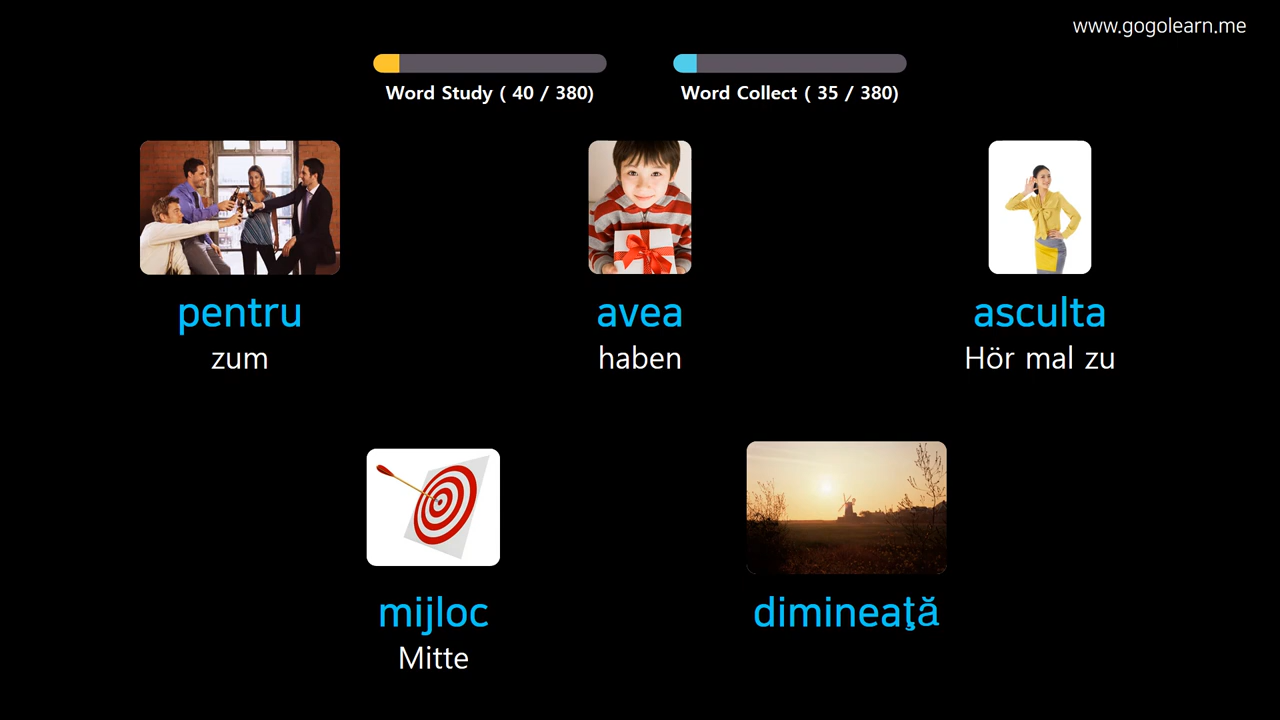 www.gogolearn.me
Word Study ( 40 / 380)
Word Collect ( 35 / 380)
pentru
zum
avea
haben
asculta
Hör mal zu
mijloc
Mitte
dimineaţă